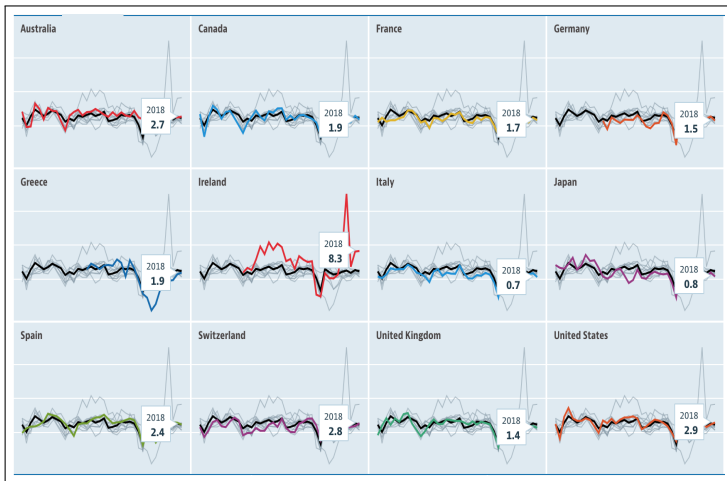 Australia
Canada
France
Germany
2018
2.7
2018
1.9
2018
1.7
2018
1.5
Greece
Ireland
Italy
Japan
2018
1.9
2018
8.3
2018
0.7
2018
0.8
Spain
Switzerland
United Kingdom
United States
2018
2.4
2018
2.8
2018
1.4
2018
2.9